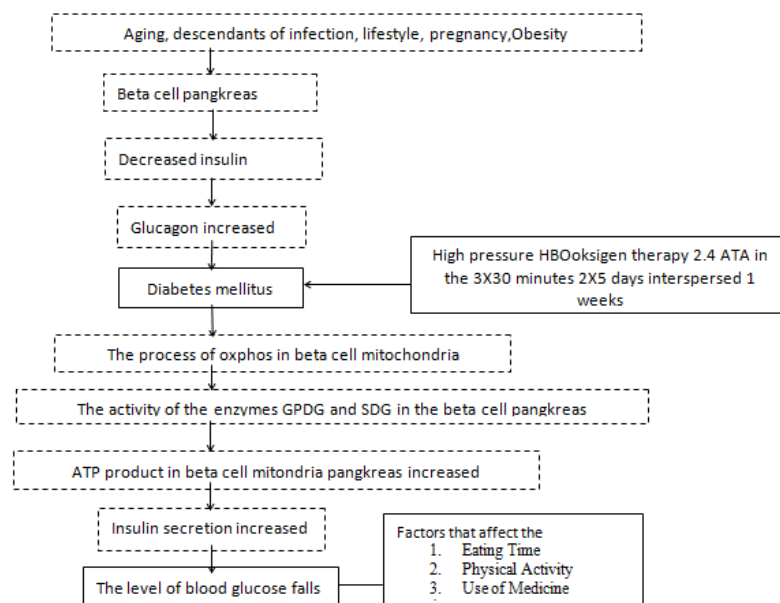 Aging, descendants of infection, lifestyle, pregnancy,Obesity
Beta cell pangkreas
Decreased insulin
Glucagon increased
High pressure HBOoksigen therapy 2.4 ATA in
the 3X30 minutes 2X5 days interspersed 1
weeks
Diabetes mellitus
The process of oxphos in beta cell mitochondria
The activity of the enzymes GPDG and SDG in the beta cell pangkreas
ATP product in beta cell mitondria pangkreas increased
Insulin secretion increased
Factors that affect the
1. Eating Time
2. Physical Activity
3. Use of Medicine
The level of blood glucose falls